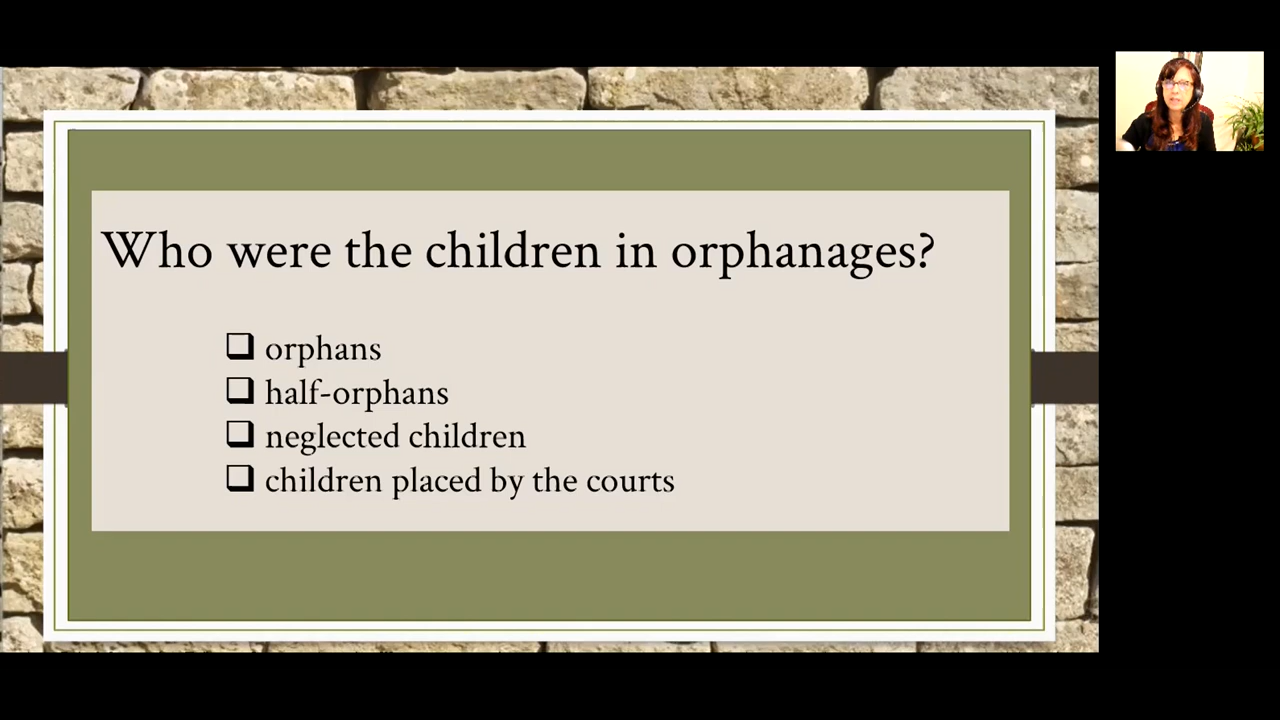 Who were the children in orphanages?
orphans
half-orphans
neglected children
children placed by the courts